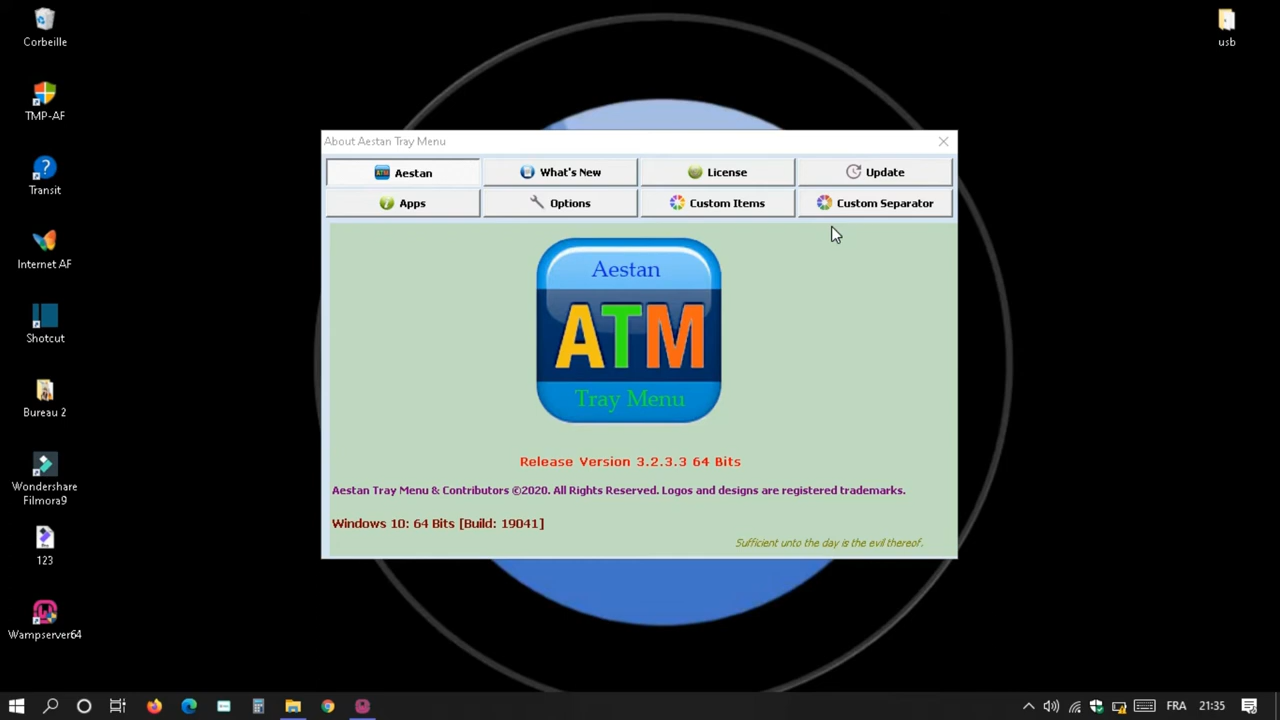 Corbeille
TMP-AF
Transit
Internet AF
Shotcut
Bureau 2
Wondershare
Filmora9
123
Wampserver64
usb
About Aestan Tray Menu
ATM Aestan
What's New
License
Update
Apps
Options
Custom Items
Custom Separator
Aestan
ATM
Tray Menu
Release Version 3.2.3.3 64 Bits
Aestan Tray Menu & Contributors ©2020. All Rights Reserved. Logos and designs are registered trademarks.
Windows 10: 64 Bits [Build: 19041]
Sufficient unto the day is the evil thereof.
FRA 21:35